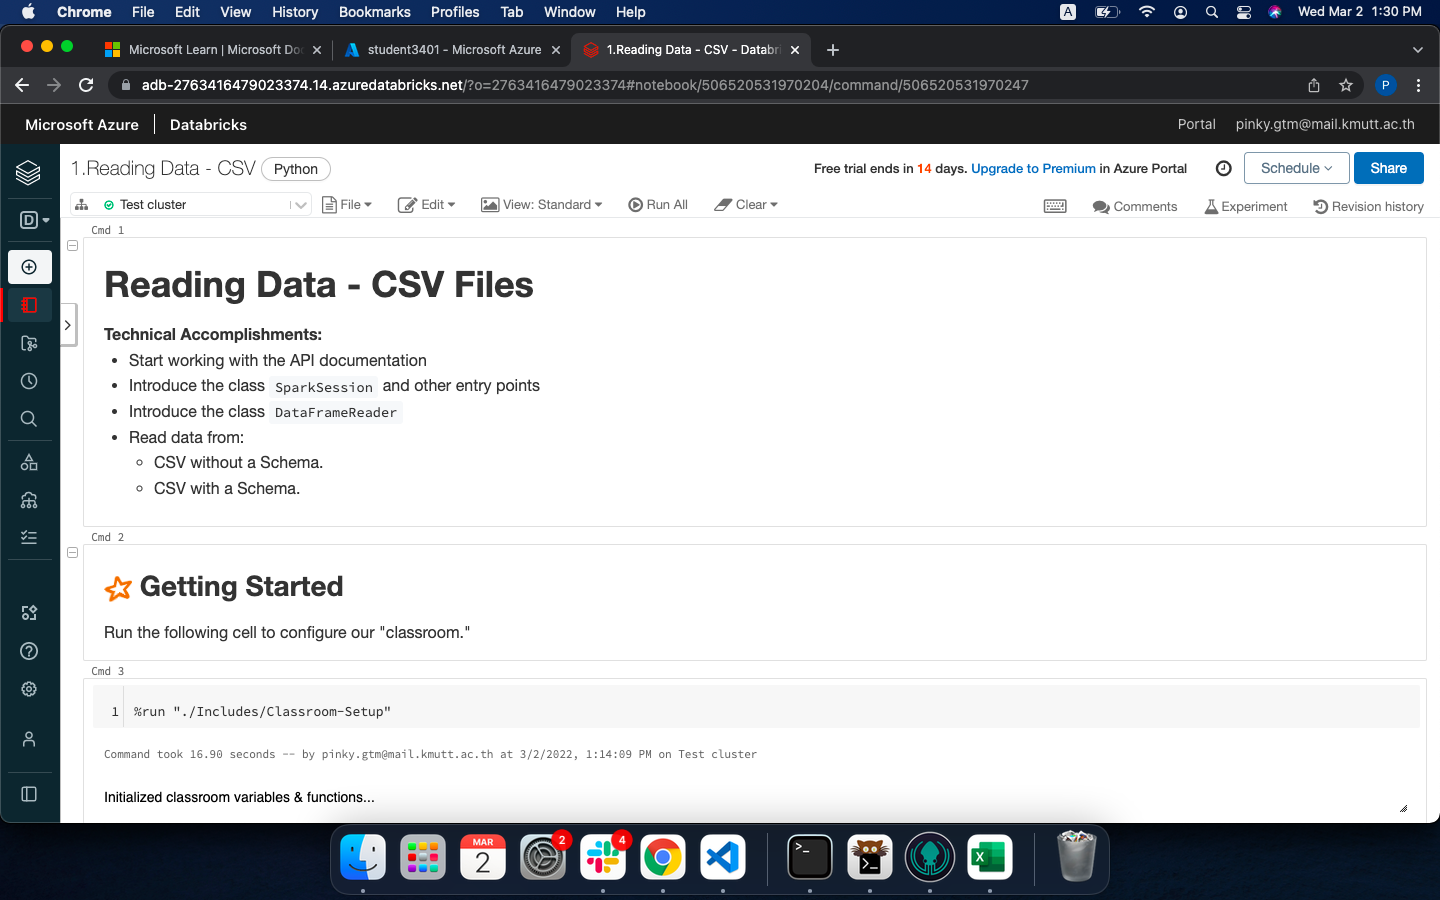 Chrome File Edit View History Bookmarks Profiles Tab Window Help A Wed Mar 2 1:30 PM
Microsoft Learn | Microsoft Doc student3401 - Microsoft Azure 1.Reading Data - CSV - Databri
adb-2763416479023374.14.azuredatabricks.net/?o=2763416479023374#notebook/506520531970204/command/506520531970247 P
Microsoft Azure Databricks Portal pinky.gtm@mail.kmutt.ac.th
1.Reading Data - CSV Python Free trial ends in 14 days. Upgrade to Premium in Azure Portal Schedule Share
D Test cluster File Edit View: Standard Run All Clear Comments Experiment Revision history
Cmd 1
Reading Data - CSV Files
Technical Accomplishments:
• Start working with the API documentation
• Introduce the class SparkSession and other entry points
• Introduce the class DataFrameReader
• Read data from:
◦ CSV without a Schema.
◦ CSV with a Schema.
Cmd 2
Getting Started
Run the following cell to configure our "classroom."
Cmd 3
1 %run "./Includes/Classroom-Setup"
Command took 16.90 seconds -- by pinky.gtm@mail.kmutt.ac.th at 3/2/2022, 1:14:09 PM on Test cluster
Initialized classroom variables & functions...
MAR 2 4
2 >_ >_ X